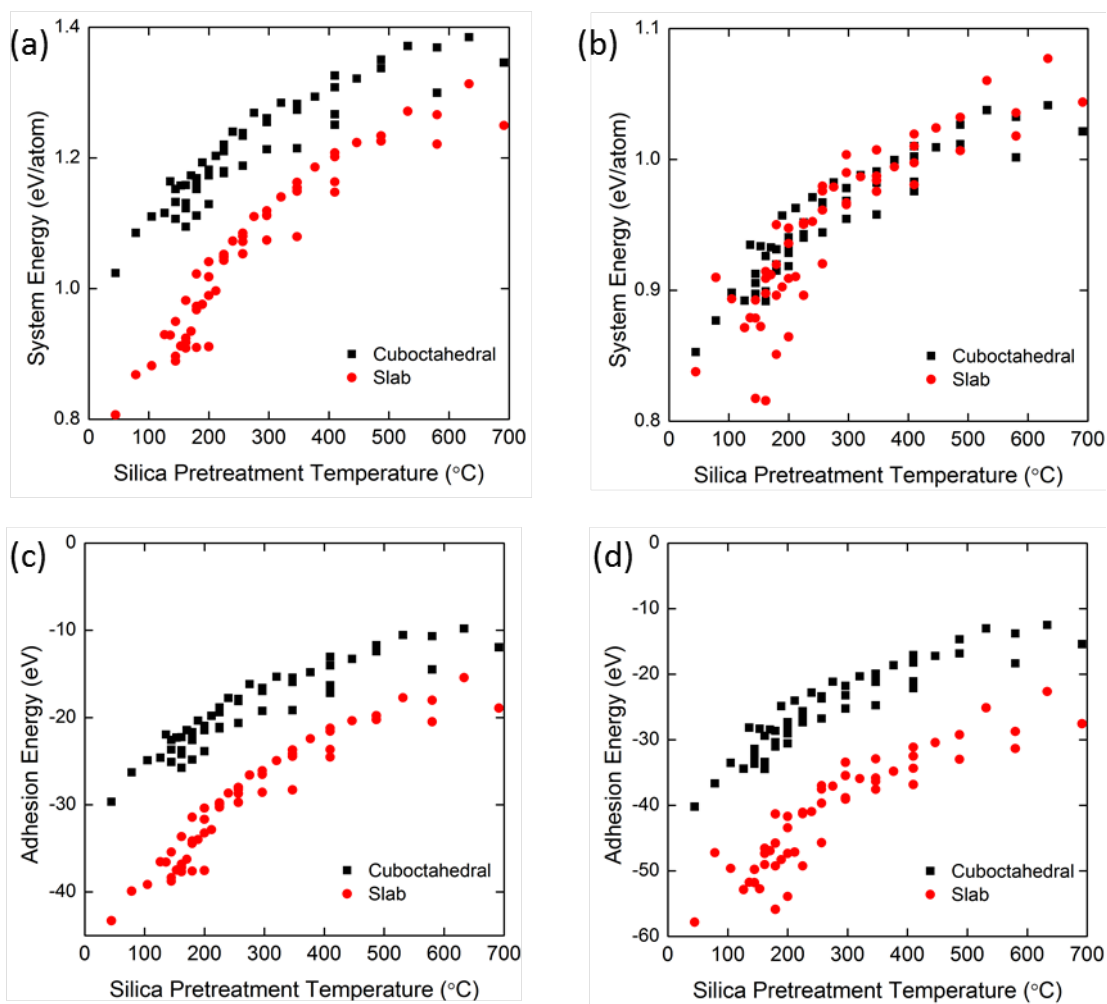 (a)
1.4
1.2
1.0
0.8
System Energy (eV/atom)
Cuboctahedral
Slab
0 100 200 300 400 500 600 700
Silica Pretreatment Temperature (°C)
(b)
1.1
1.0
0.9
0.8
System Energy (eV/atom)
Cuboctahedral
Slab
0 100 200 300 400 500 600 700
Silica Pretreatment Temperature (°C)
(c)
0
-10
-20
-30
-40
Adhesion Energy (eV)
Cuboctahedral
Slab
0 100 200 300 400 500 600 700
Silica Pretreatment Temperature (°C)
(d)
0
-10
-20
-30
-40
-50
-60
Adhesion Energy (eV)
Cuboctahedral
Slab
0 100 200 300 400 500 600 700
Silica Pretreatment Temperature (°C)